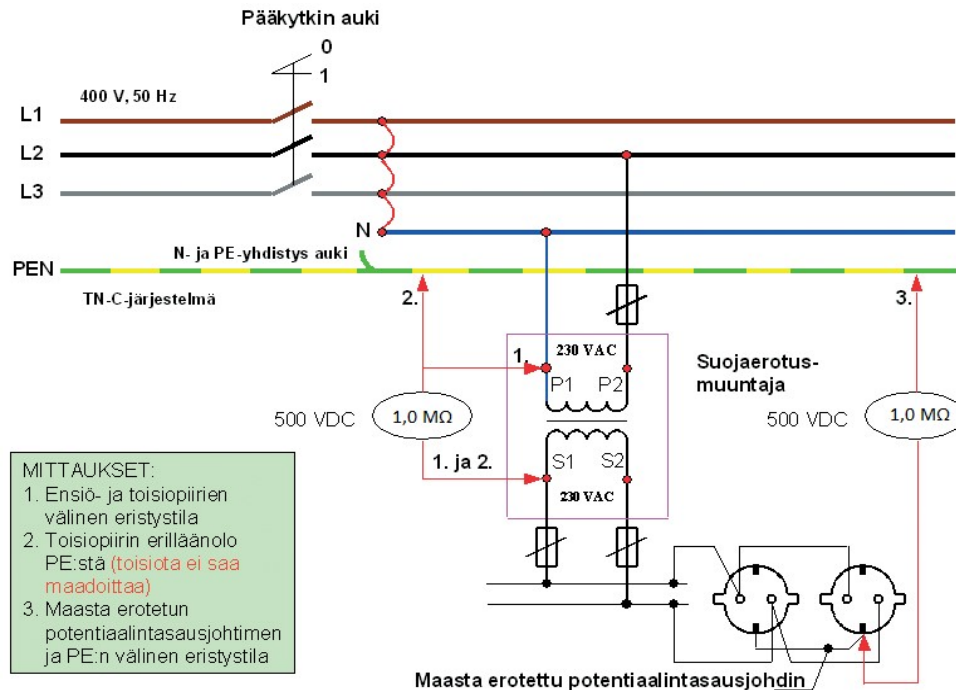 Pääkytkin auki
0
1
400 V, 50 Hz
L1
L2
L3
N
N- ja PE-yhdistys auki
PEN
TN-C-järjestelmä
2.
3.
1.
230 VAC
P1 P2
Suojaerotus-
muuntaja
500 VDC
1,0 MΩ
500 VDC
1,0 MΩ
1. ja 2.
S1 S2
230 VAC
MITTAUKSET:
1. Ensiö- ja toisiopiirien
välinen eristystila
2. Toisiopiirin erilläänolo
PE:stä (toisiota ei saa
maadoittaa)
3. Maasta erotetun
potentiaalintasausjohtimen
ja PE:n välinen eristystila
Maasta erotettu potentiaalintasausjohdin